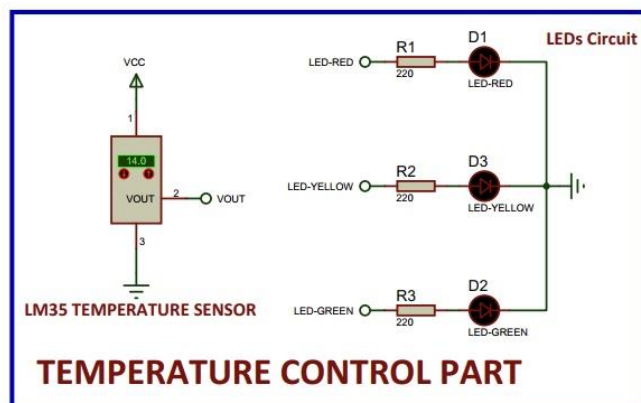 LEDs Circuit
VCC
1
14.0
VOUT
2
VOUT
3
LM35 TEMPERATURE SENSOR
D1
R1
LED-RED
220
LED-RED
D3
R2
LED-YELLOW
220
LED-YELLOW
D2
R3
LED-GREEN
220
LED-GREEN
TEMPERATURE CONTROL PART